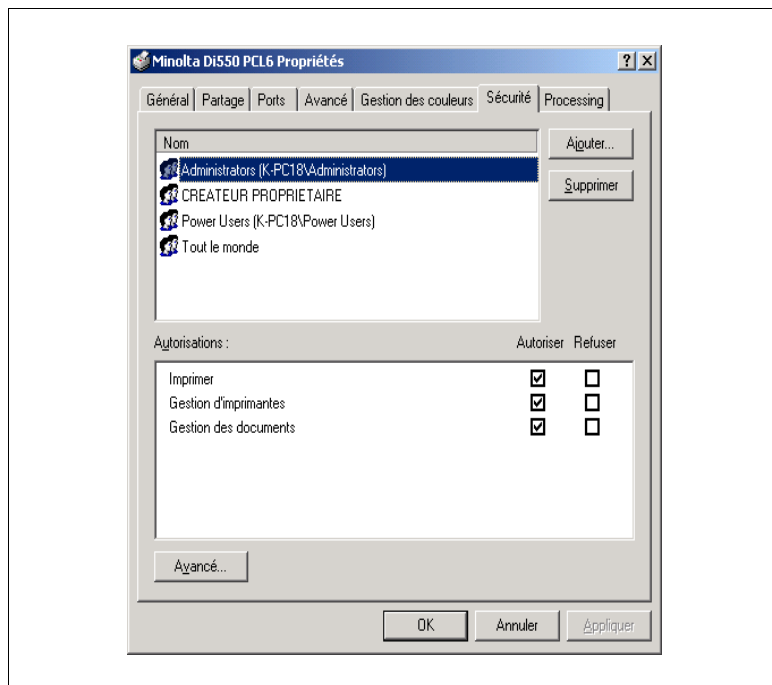 Minolta Di550 PCL6 Propriétés
Général Partage Ports Avancé Gestion des couleurs Sécurité Processing
Nom
Ajouter...
Administrators (K-PC18\Administrators)
Supprimer
CREATEUR PROPRIETAIRE
Power Users (K-PC18\Power Users)
Tout le monde
Autorisations : Autoriser Refuser
Imprimer
Gestion d'imprimantes
Gestion des documents
Avancé...
OK Annuler Appliquer